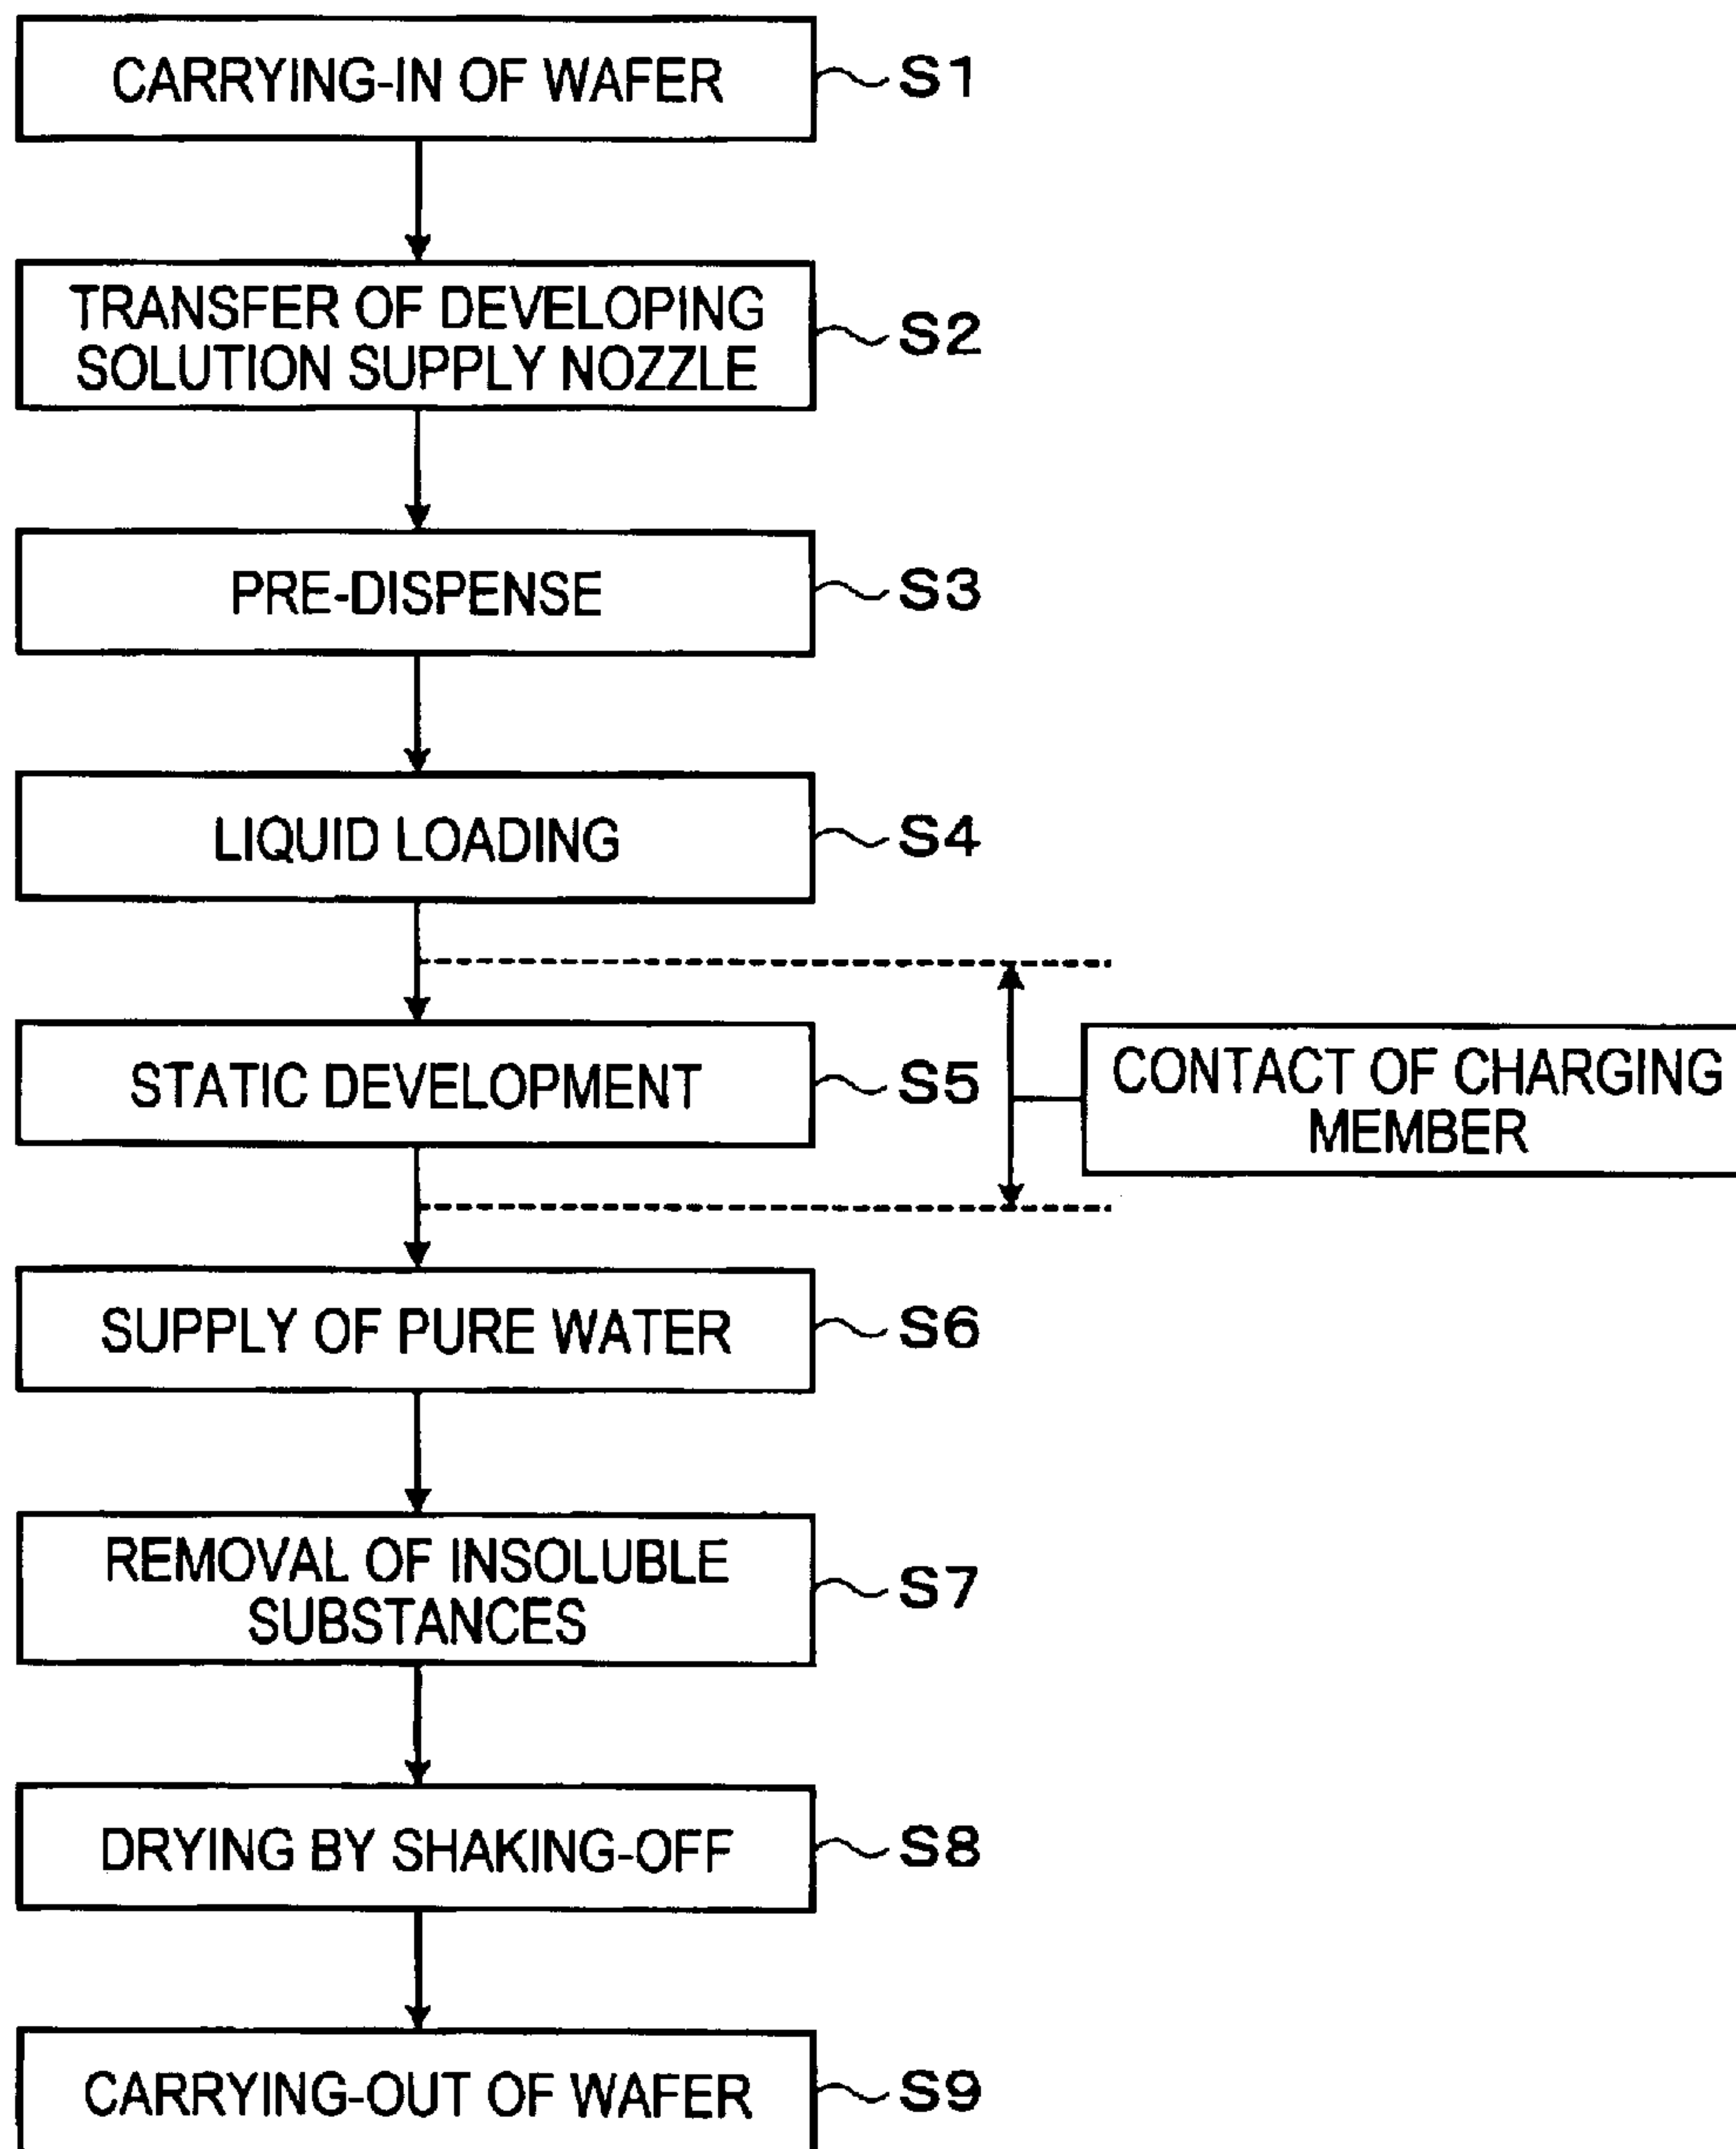 CARRYING-IN OF WAFER
S1
TRANSFER OF DEVELOPING
SOLUTION SUPPLY NOZZLE
S2
PRE-DISPENSE
S3
LIQUID LOADING
S4
STATIC DEVELOPMENT
S5
CONTACT OF CHARGING
MEMBER
SUPPLY OF PURE WATER
S6
REMOVAL OF INSOLUBLE
SUBSTANCES
S7
DRYING BY SHAKING-OFF
S8
CARRYING-OUT OF WAFER
S9